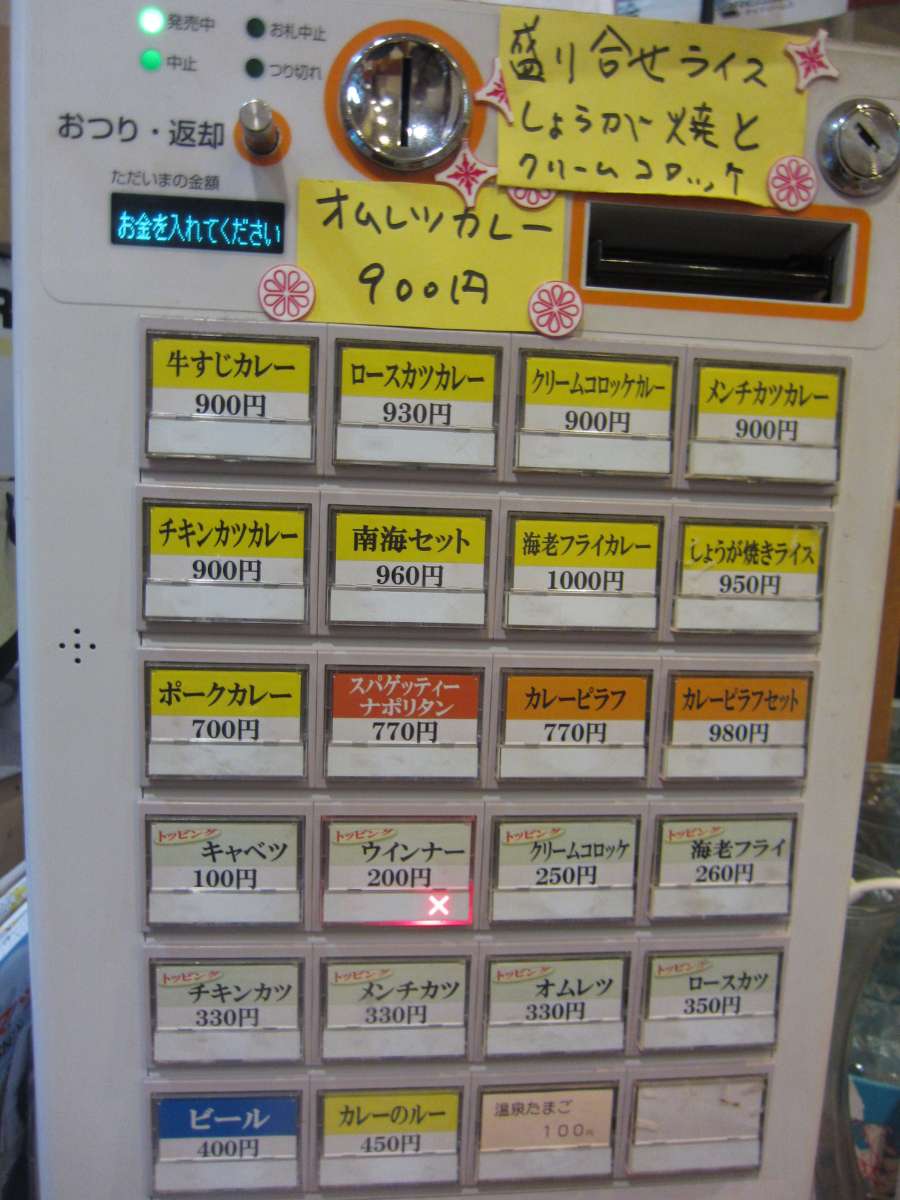 発売中
お札中止
中止
つり切れ
おつり・返却
ただいまの金額
お金を入れてください
盛り合せライス
しょうが焼と
クリームコロッケ
オムレツカレー
900円
牛すじカレー
900円
ロースカツカレー
930円
クリームコロッケカレー
900円
メンチカツカレー
900円
チキンカツカレー
900円
南海セット
960円
海老フライカレー
1000円
しょうが焼きライス
950円
ポークカレー
700円
スパゲッティー
ナポリタン
770円
カレーピラフ
770円
カレーピラフセット
980円
トッピング
キャベツ
100円
トッピング
ウインナー
200円
×
トッピング
クリームコロッケ
250円
トッピング
海老フライ
260円
トッピング
チキンカツ
330円
トッピング
メンチカツ
330円
トッピング
オムレツ
330円
トッピング
ロースカツ
350円
ビール
400円
カレーのルー
450円
温泉たまご
100円